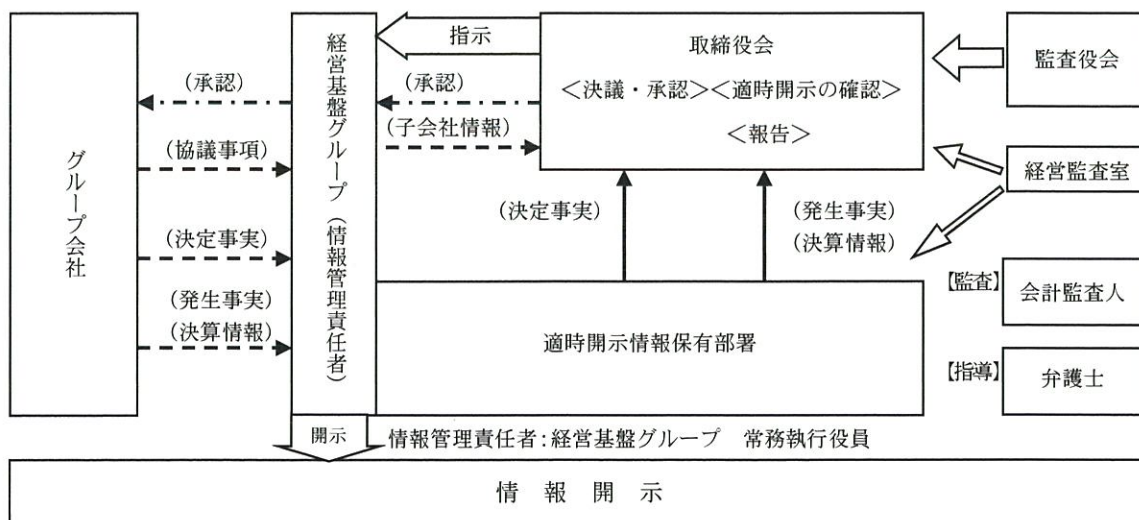 グループ会社
(承認)
(協議事項)
(決定事実)
(発生事実)
(決算情報)
経営基盤グループ(情報管理責任者)
指示
(承認)
(子会社情報)
取締役会
<決議・承認><適時開示の確認>
<報告>
監査役会
経営監査室
(決定事実)
(発生事実)
(決算情報)
適時開示情報保有部署
【監査】
会計監査人
【指導】
弁護士
開示
情報管理責任者:経営基盤グループ 常務執行役員
情報開示